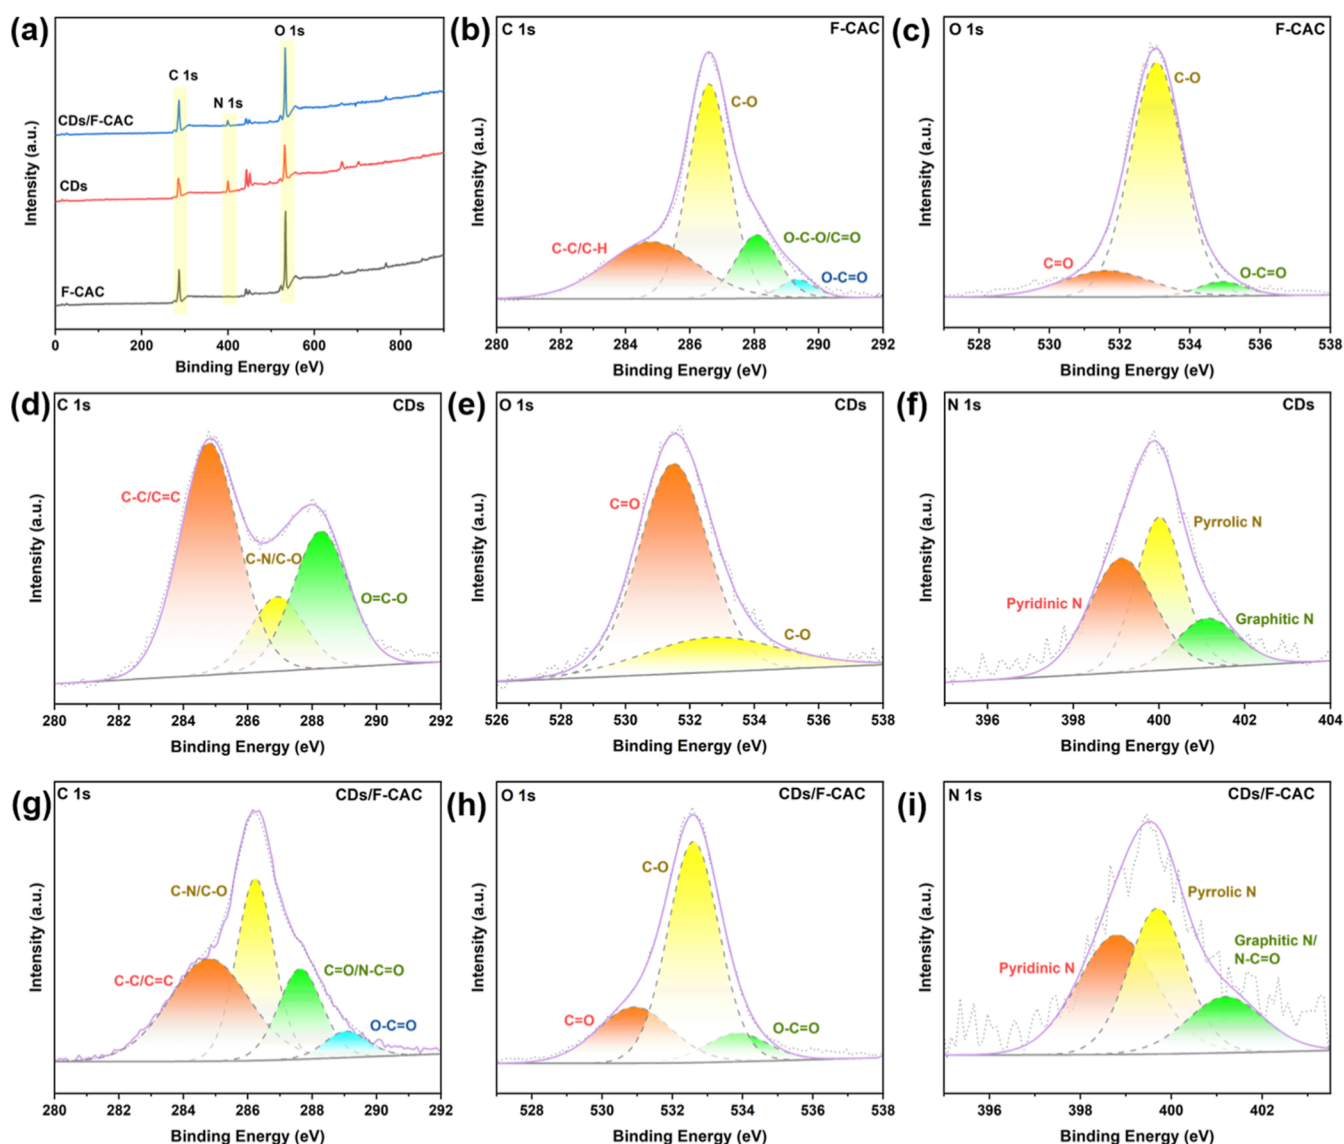 (a)
O 1s
C 1s
N 1s
CDs/F-CAC
CDs
F-CAC
Intensity (a.u.)
0 200 400 600 800
Binding Energy (eV)
(b)
C 1s
F-CAC
C-O
C-C/C-H
O-C-O/C=O
O-C=O
Intensity (a.u.)
280 282 284 286 288 290 292
Binding Energy (eV)
(c)
O 1s
F-CAC
C-O
C=O
O-C=O
Intensity (a.u.)
528 530 532 534 536 538
Binding Energy (eV)
(d)
C 1s
CDs
C-C/C=C
C-N/C-O
O=C-O
Intensity (a.u.)
280 282 284 286 288 290 292
Binding Energy (eV)
(e)
O 1s
CDs
C=O
C-O
Intensity (a.u.)
526 528 530 532 534 536 538
Binding Energy (eV)
(f)
N 1s
CDs
Pyrrolic N
Pyridinic N
Graphitic N
Intensity (a.u.)
396 398 400 402 404
Binding Energy (eV)
(g)
C 1s
CDs/F-CAC
C-N/C-O
C-C/C=C
C=O/N-C=O
O-C=O
Intensity (a.u.)
280 282 284 286 288 290 292
Binding Energy (eV)
(h)
O 1s
CDs/F-CAC
C-O
C=O
O-C=O
Intensity (a.u.)
528 530 532 534 536 538
Binding Energy (eV)
(i)
N 1s
CDs/F-CAC
Pyrrolic N
Pyridinic N
Graphitic N/
N-C=O
Intensity (a.u.)
396 398 400 402
Binding Energy (eV)